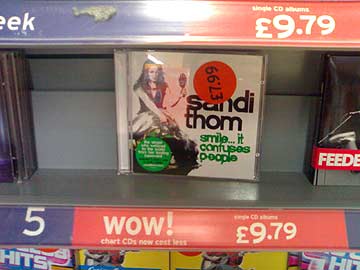 eek
single CD albums
£9.79
£7.99
sandi
thom
smile... it
confuses
people
FEEDE
5
WOW!
chart CDs now cost less
single CD albums
£9.79
HITS
HITS